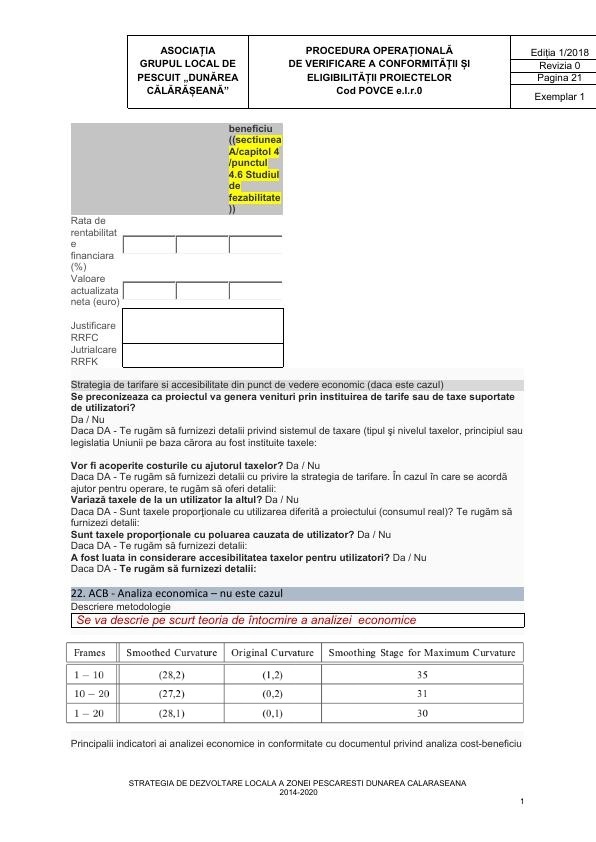 ASOCIAȚIA
GRUPUL LOCAL DE
PESCUIT „DUNĂREA
CĂLĂRĂȘEANĂ”
PROCEDURA OPERAȚIONALĂ
DE VERIFICARE A CONFORMITĂȚII ȘI
ELIGIBILITĂȚII PROIECTELOR
Cod POVCE e.l.r.0
Ediția 1/2018
Revizia 0
Pagina 21
Exemplar 1
beneficiu
((sectiunea
A/capitol 4
/punctul
4.6 Studiul
de
fezabilitate
))
Rata de
rentabilitat
e
financiara
(%)
Valoare
actualizata
neta (euro)
Justificare
RRFC
Jutrialcare
RRFK
Strategia de tarifare si accesibilitate din punct de vedere economic (daca este cazul)
Se preconizeaza ca proiectul va genera venituri prin instituirea de tarife sau de taxe suportate
de utilizatori?
Da / Nu
Daca DA - Te rugăm să furnizezi detalii privind sistemul de taxare (tipul şi nivelul taxelor, principiul sau
legislatia Uniunii pe baza cărora au fost instituite taxele:
Vor fi acoperite costurile cu ajutorul taxelor? Da / Nu
Daca DA - Te rugăm să furnizezi detalii cu privire la strategia de tarifare. În cazul în care se acordă
ajutor pentru operare, te rugăm să oferi detalii:
Variază taxele de la un utilizator la altul? Da / Nu
Daca DA - Sunt taxele proporţionale cu utilizarea diferită a proiectului (consumul real)? Te rugăm să
furnizezi detalii:
Sunt taxele proporţionale cu poluarea cauzata de utilizator? Da / Nu
Daca DA - Te rugăm să furnizezi detalii:
A fost luata in considerare accesibilitatea taxelor pentru utilizatori? Da / Nu
Daca DA - Te rugăm să furnizezi detalii:
22. ACB - Analiza economica – nu este cazul
Descriere metodologie
Se va descrie pe scurt teoria de întocmire a analizei economice
Frames Smoothed Curvature Original Curvature Smoothing Stage for Maximum Curvature
1 − 10 (28,2) (1,2) 35
10 − 20 (27,2) (0,2) 31
1 − 20 (28,1) (0,1) 30
Principalii indicatori ai analizei economice in conformitate cu documentul privind analiza cost-beneficiu
STRATEGIA DE DEZVOLTARE LOCALA A ZONEI PESCARESTI DUNAREA CALARASEANA
2014-2020
1